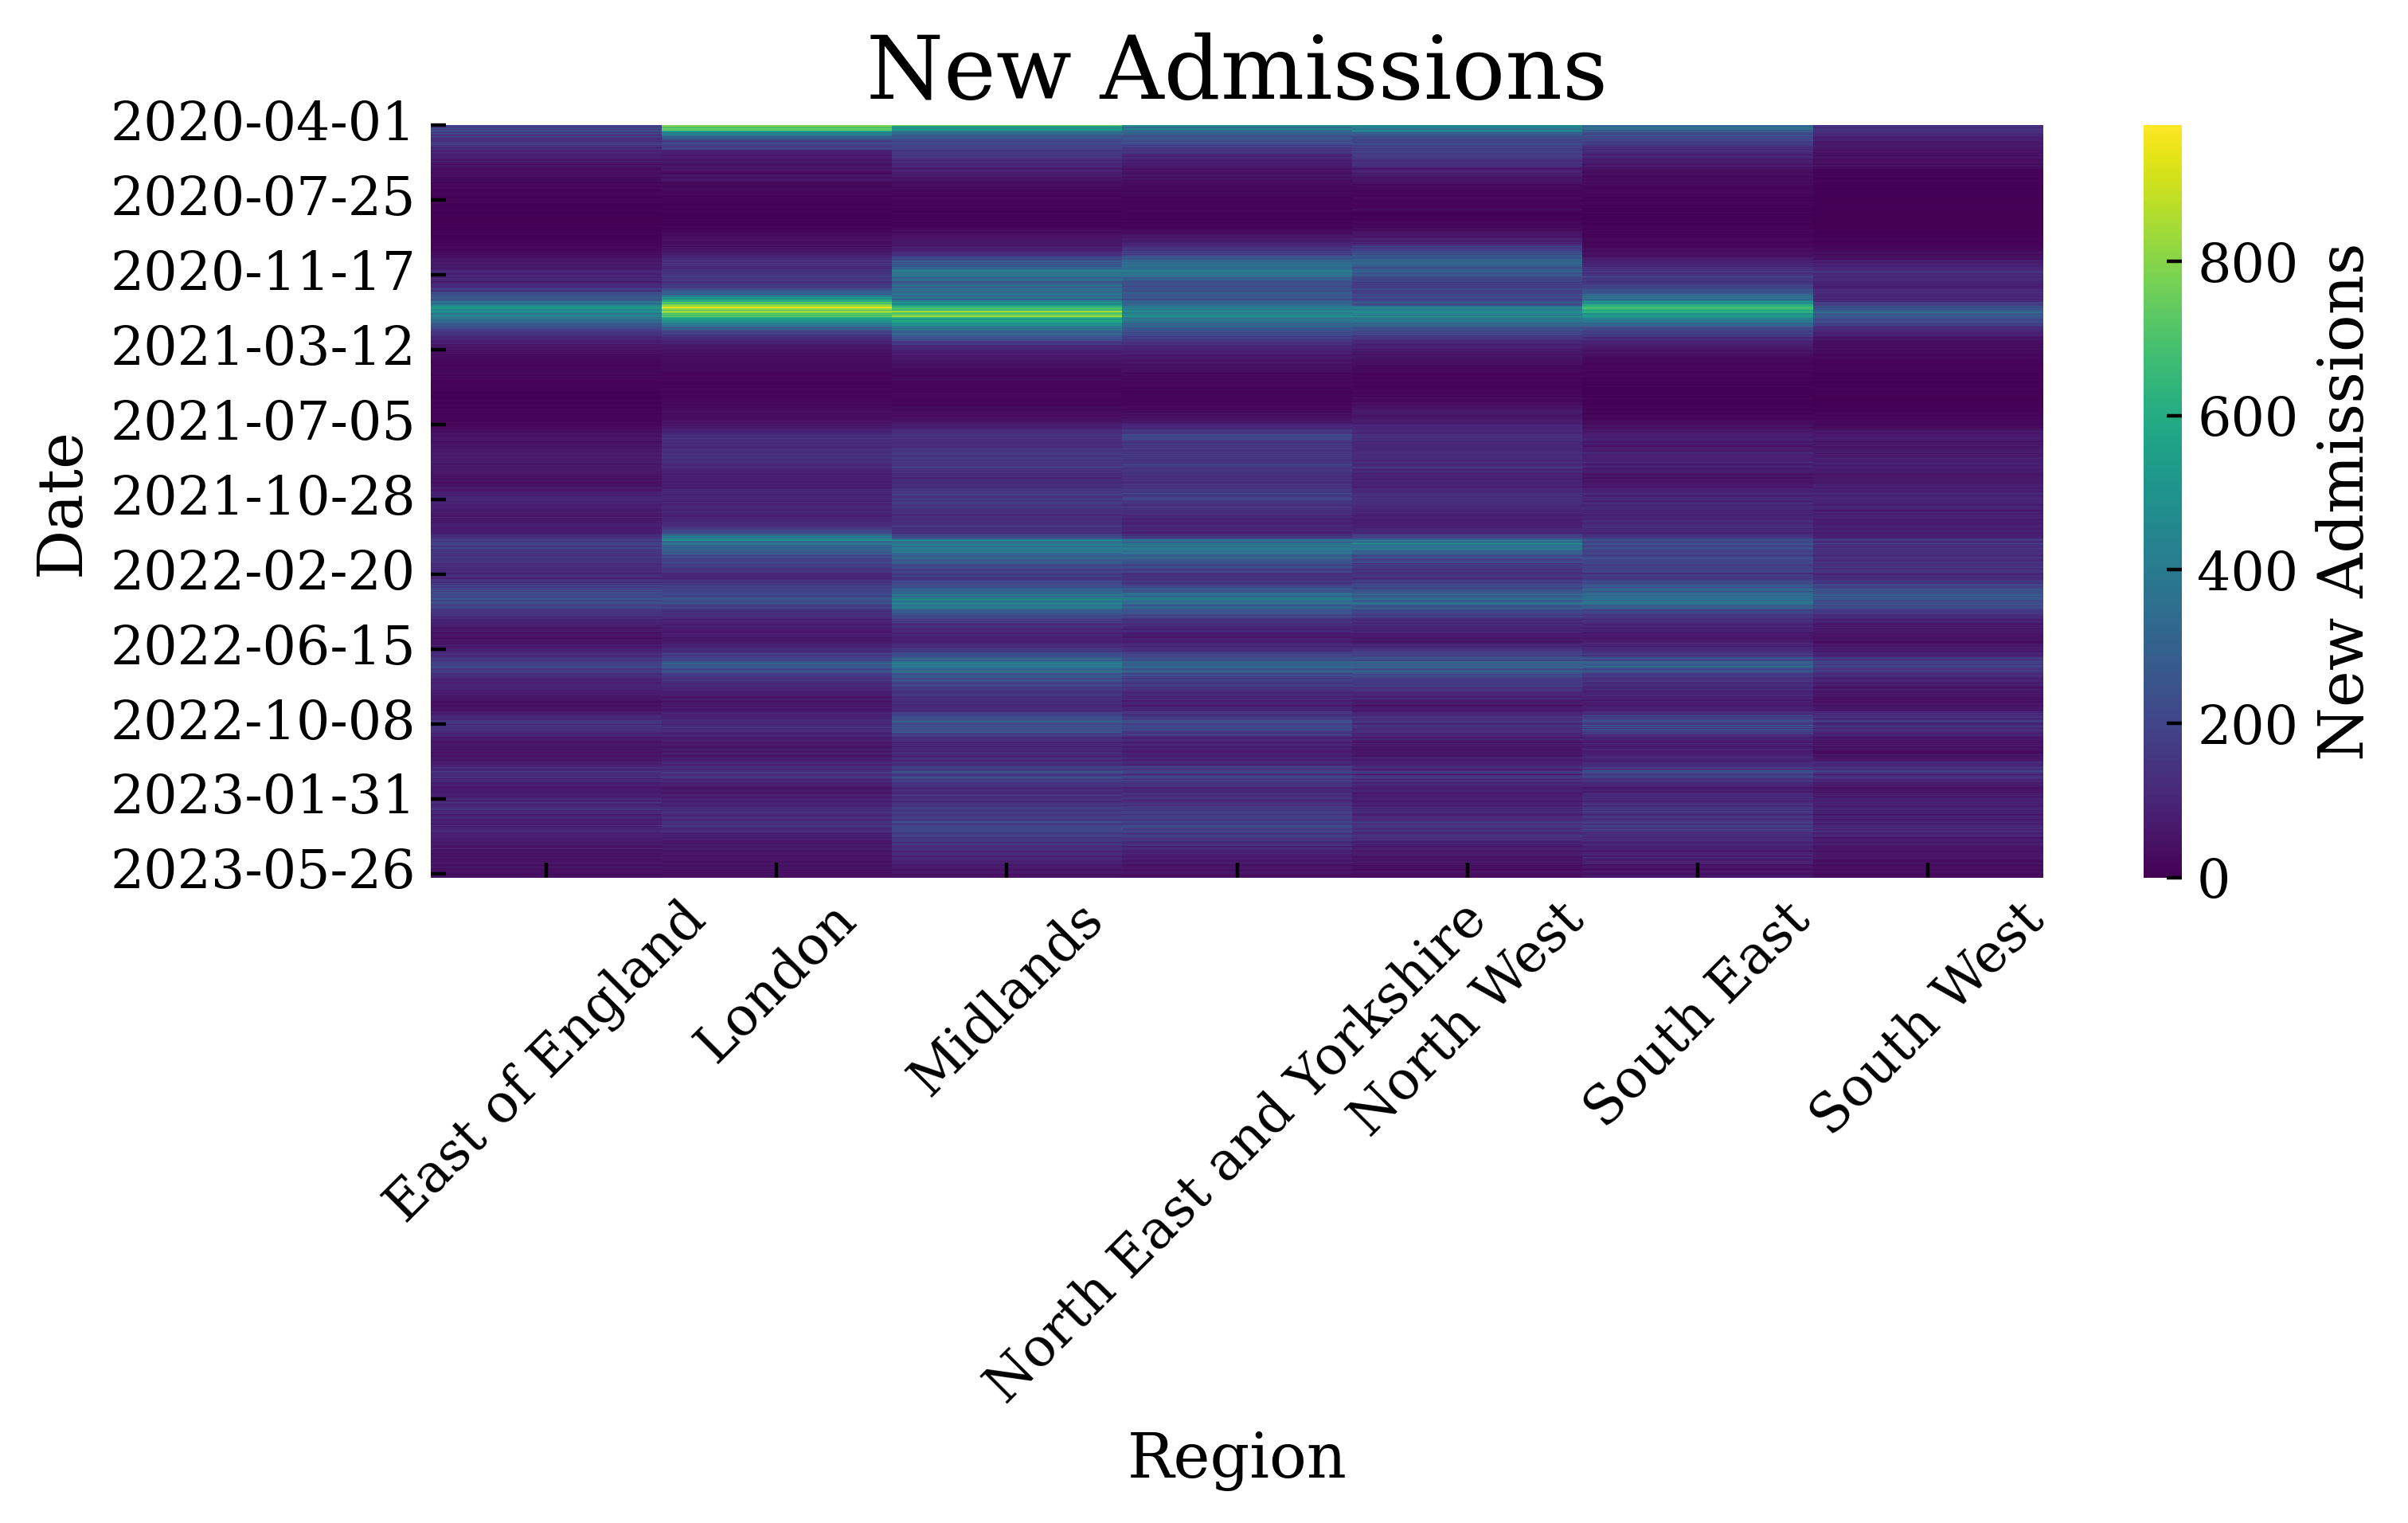 New Admissions
2020-04-01
2020-07-25
2020-11-17
2021-03-12
2021-07-05
2021-10-28
2022-02-20
2022-06-15
2022-10-08
2023-01-31
2023-05-26
Date
800
600
400
200
0
New Admissions
East of England
London
Midlands
North East and Yorkshire
North West
South East
South West
Region